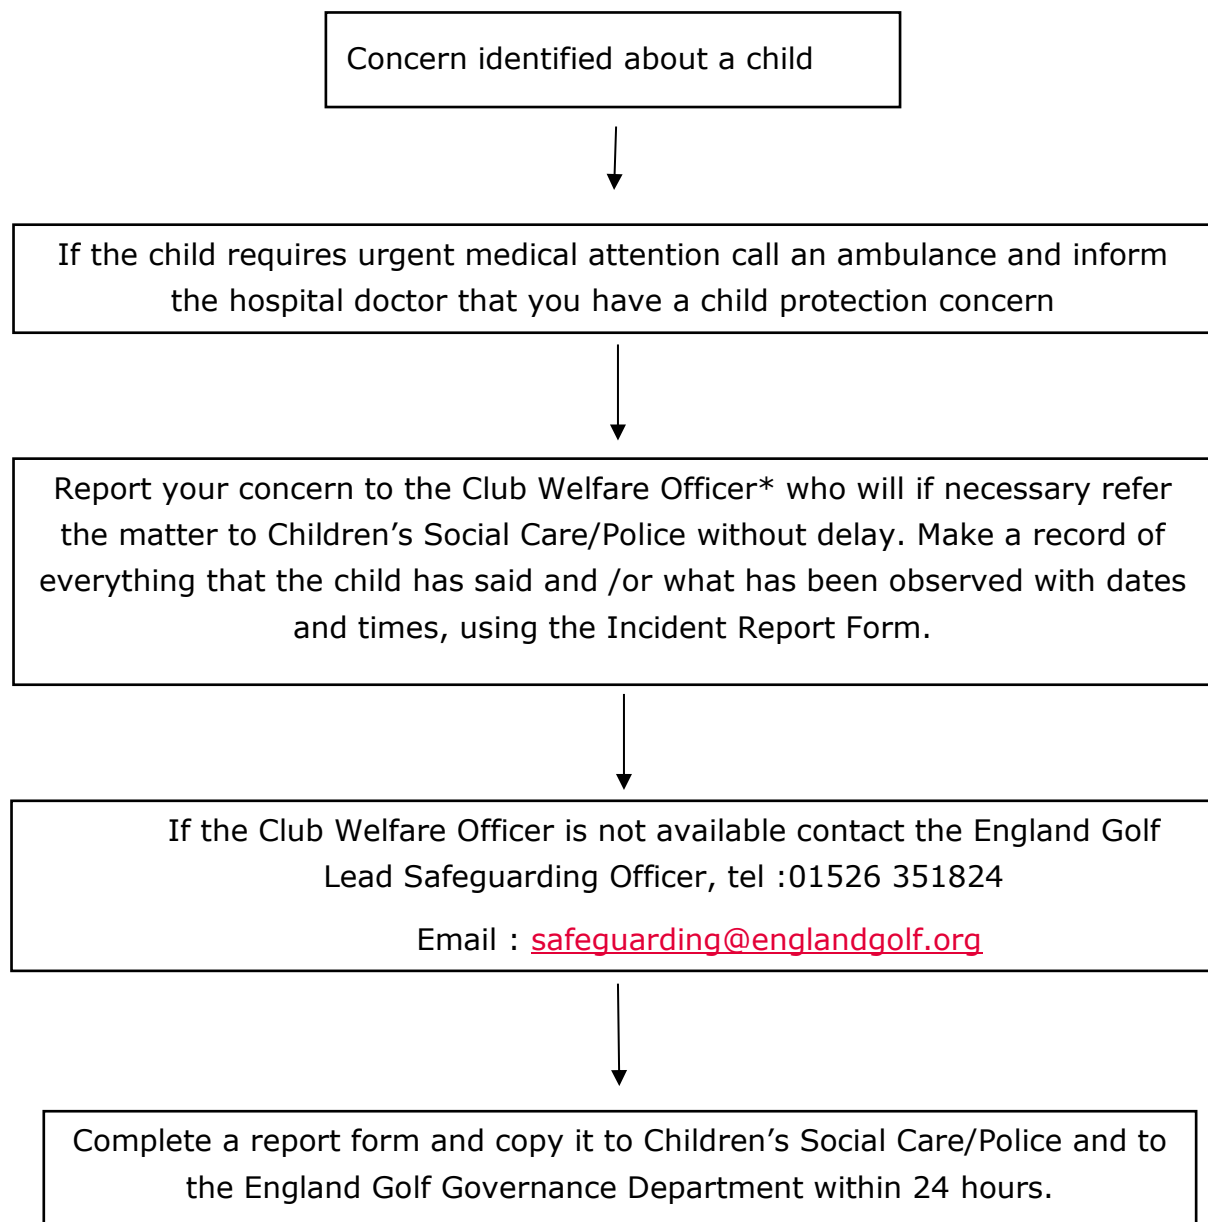 Concern identified about a child
If the child requires urgent medical attention call an ambulance and inform
the hospital doctor that you have a child protection concern
Report your concern to the Club Welfare Officer* who will if necessary refer
the matter to Children’s Social Care/Police without delay. Make a record of
everything that the child has said and /or what has been observed with dates
and times, using the Incident Report Form.
If the Club Welfare Officer is not available contact the England Golf
Lead Safeguarding Officer, tel :01526 351824
Email : safeguarding@englandgolf.org
Complete a report form and copy it to Children’s Social Care/Police and to
the England Golf Governance Department within 24 hours.